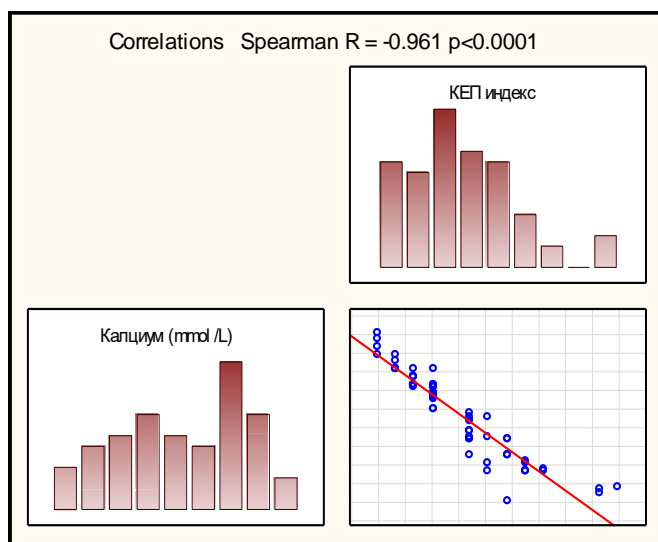 Correlations Spearman R = -0.961 p<0.0001
КЕП индекс
Калциум (mmol /L)